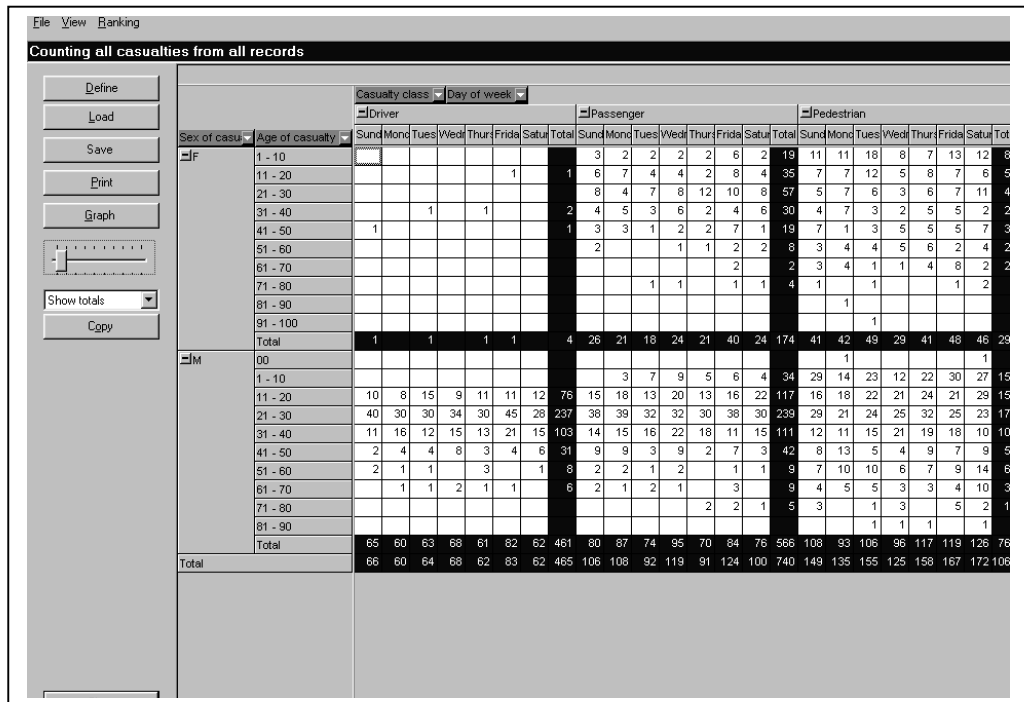 File View Ranking
Counting all casualties from all records
Define
Load
Save
Print
Graph
Show totals
Copy
Casualty class Day of week
Driver Passenger Pedestrian
Sex of casu Age of casualty Sund Mond Tues Wedr Thur Frida Satur Total Sund Mond Tues Wedr Thur Frida Satur Total Sund Mond Tues Wedr Thur Frida Satur Tot
F 1 - 10 3 2 2 2 2 6 2 19 11 11 18 8 7 13 12 8
11 - 20 1 1 6 7 4 4 2 8 4 35 7 7 12 5 8 7 6 5
21 - 30 8 4 7 8 12 10 8 57 5 7 6 3 6 7 11 4
31 - 40 1 1 2 4 5 3 6 2 4 6 30 4 7 3 2 5 5 2 2
41 - 50 1 1 3 3 1 2 2 7 1 19 7 1 3 5 5 5 7 3
51 - 60 2 1 1 2 2 8 3 4 4 5 6 2 4 2
61 - 70 2 2 3 4 1 1 4 8 2 2
71 - 80 1 1 1 1 4 1 1 1 2
81 - 90 1
91 - 100 1
Total 1 1 1 1 4 26 21 18 24 21 40 24 174 41 42 49 29 41 48 46 29
M 00 1 1
1 - 10 3 7 9 5 6 4 34 29 14 23 12 22 30 27 15
11 - 20 10 8 15 9 11 11 12 76 15 18 13 20 13 16 22 117 16 18 22 21 24 21 29 15
21 - 30 40 30 30 34 30 45 28 237 38 39 32 32 30 38 30 239 29 21 24 25 32 25 23 17
31 - 40 11 16 12 15 13 21 15 103 14 15 16 22 18 11 15 111 12 11 15 21 19 18 10 10
41 - 50 2 4 4 8 3 4 6 31 9 9 3 9 2 7 3 42 8 13 5 4 9 7 9 5
51 - 60 2 1 1 3 1 8 2 2 1 2 1 1 9 7 10 10 6 7 9 14 6
61 - 70 1 1 2 1 1 6 2 1 2 1 3 9 4 5 5 3 3 4 10 3
71 - 80 2 2 1 5 3 1 3 5 2 1
81 - 90 1 1 1 1
Total 65 60 63 68 61 82 62 461 80 87 74 95 70 84 76 566 108 93 106 96 117 119 126 76
Total 66 60 64 68 62 83 62 465 106 108 92 119 91 124 100 740 149 135 155 125 158 167 172 106